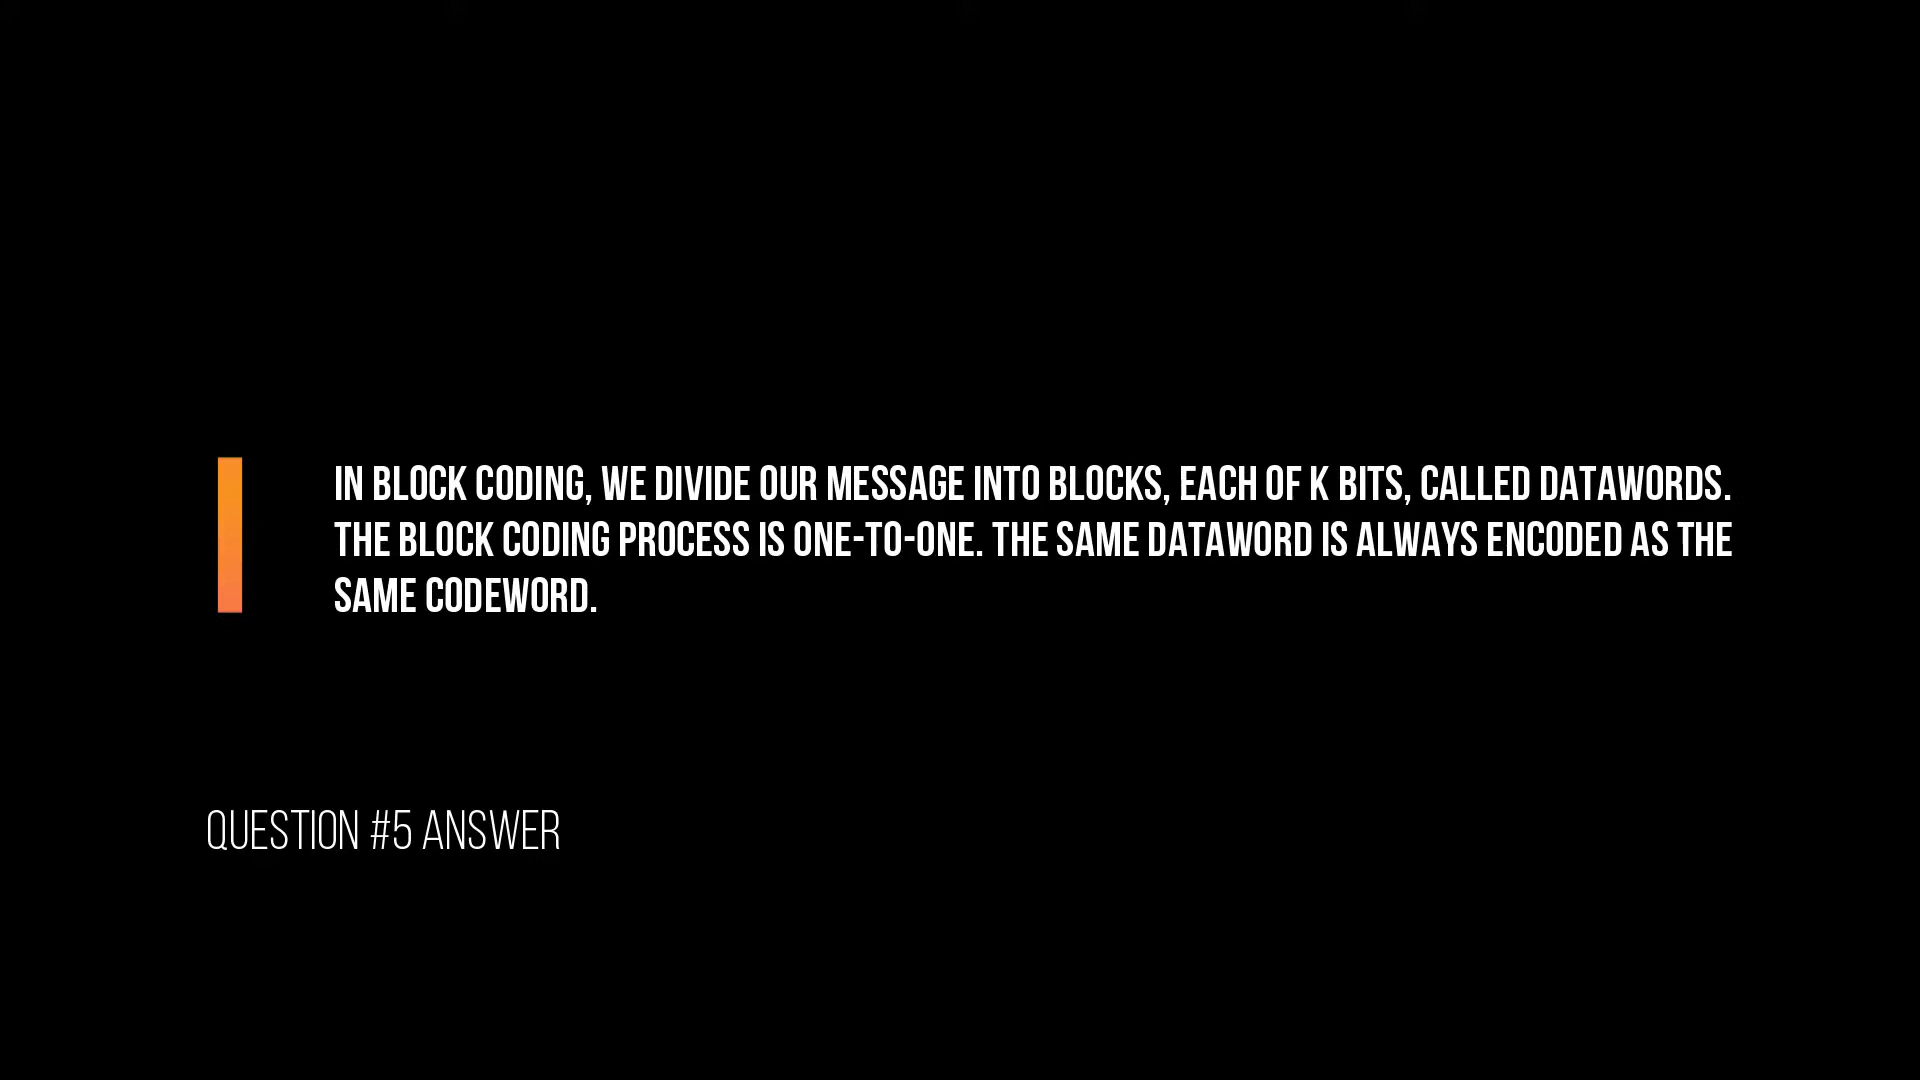 IN BLOCK CODING, WE DIVIDE OUR MESSAGE INTO BLOCKS, EACH OF K BITS, CALLED DATAWORDS.
THE BLOCK CODING PROCESS IS ONE-TO-ONE. THE SAME DATAWORD IS ALWAYS ENCODED AS THE
SAME CODEWORD.
QUESTION #5 ANSWER